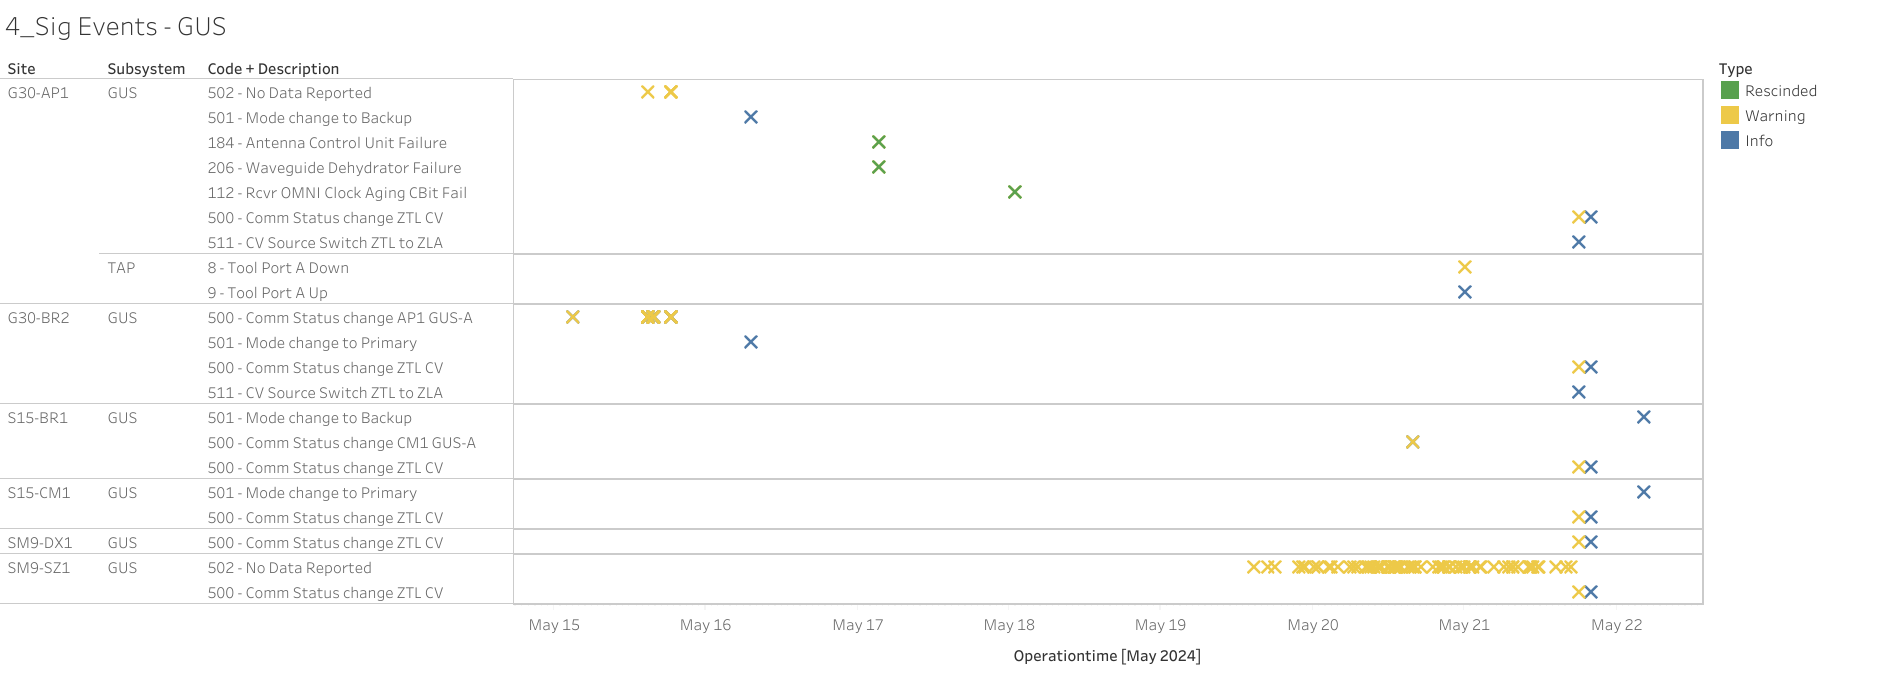 4_Sig Events - GUS
Site Subsystem Code + Description Type
G30-AP1 GUS 502 - No Data Reported Rescinded
501 - Mode change to Backup Warning
184 - Antenna Control Unit Failure Info
206 - Waveguide Dehydrator Failure
112 - Rcvr OMNI Clock Aging CBit Fail
500 - Comm Status change ZTL CV
511 - CV Source Switch ZTL to ZLA
TAP 8 - Tool Port A Down
9 - Tool Port A Up
G30-BR2 GUS 500 - Comm Status change AP1 GUS-A
501 - Mode change to Primary
500 - Comm Status change ZTL CV
511 - CV Source Switch ZTL to ZLA
S15-BR1 GUS 501 - Mode change to Backup
500 - Comm Status change CM1 GUS-A
500 - Comm Status change ZTL CV
S15-CM1 GUS 501 - Mode change to Primary
500 - Comm Status change ZTL CV
SM9-DX1 GUS 500 - Comm Status change ZTL CV
SM9-SZ1 GUS 502 - No Data Reported
500 - Comm Status change ZTL CV
May 15 May 16 May 17 May 18 May 19 May 20 May 21 May 22
Operationtime [May 2024]